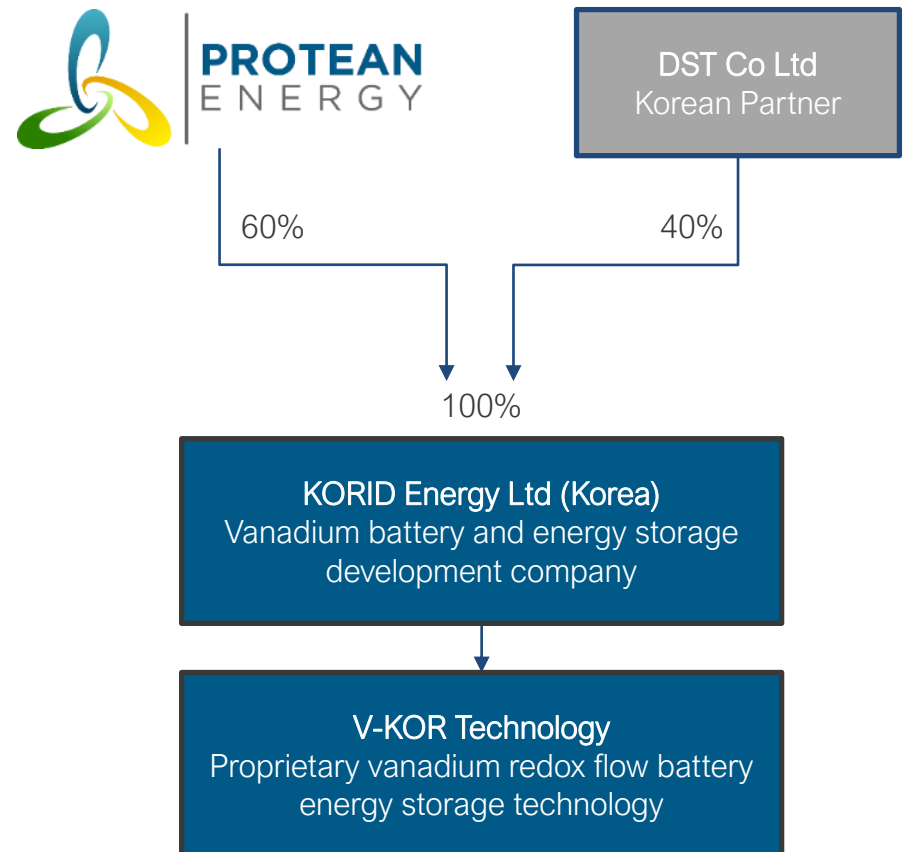 PROTEAN
ENERGY
DST Co Ltd
Korean Partner
60%
40%
100%
KORID Energy Ltd (Korea)
Vanadium battery and energy storage
development company
V-KOR Technology
Proprietary vanadium redox flow battery
energy storage technology